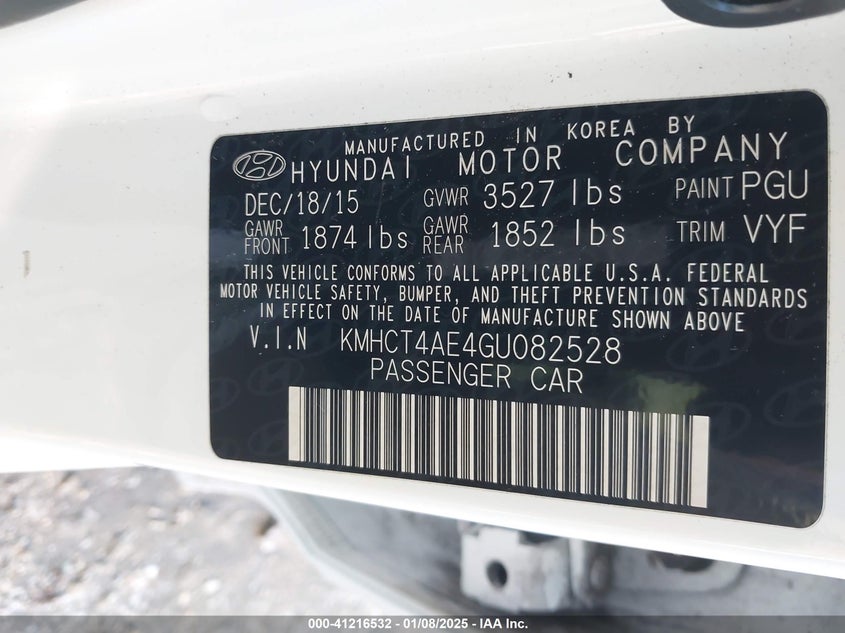 MANUFACTURED IN KOREA BY
HYUNDAI MOTOR COMPANY
DEC/18/15 GVWR 3527 lbs PAINT PGU
GAWR FRONT 1874 lbs GAWR REAR 1852 lbs TRIM VYF
THIS VEHICLE CONFORMS TO ALL APPLICABLE U.S.A. FEDERAL
MOTOR VEHICLE SAFETY, BUMPER, AND THEFT PREVENTION STANDARDS
IN EFFECT ON THE DATE OF MANUFACTURE SHOWN ABOVE
V.I.N KMHCT4AE4GU082528
PASSENGER CAR
000-41216532 - 01/08/2025 - IAA Inc.